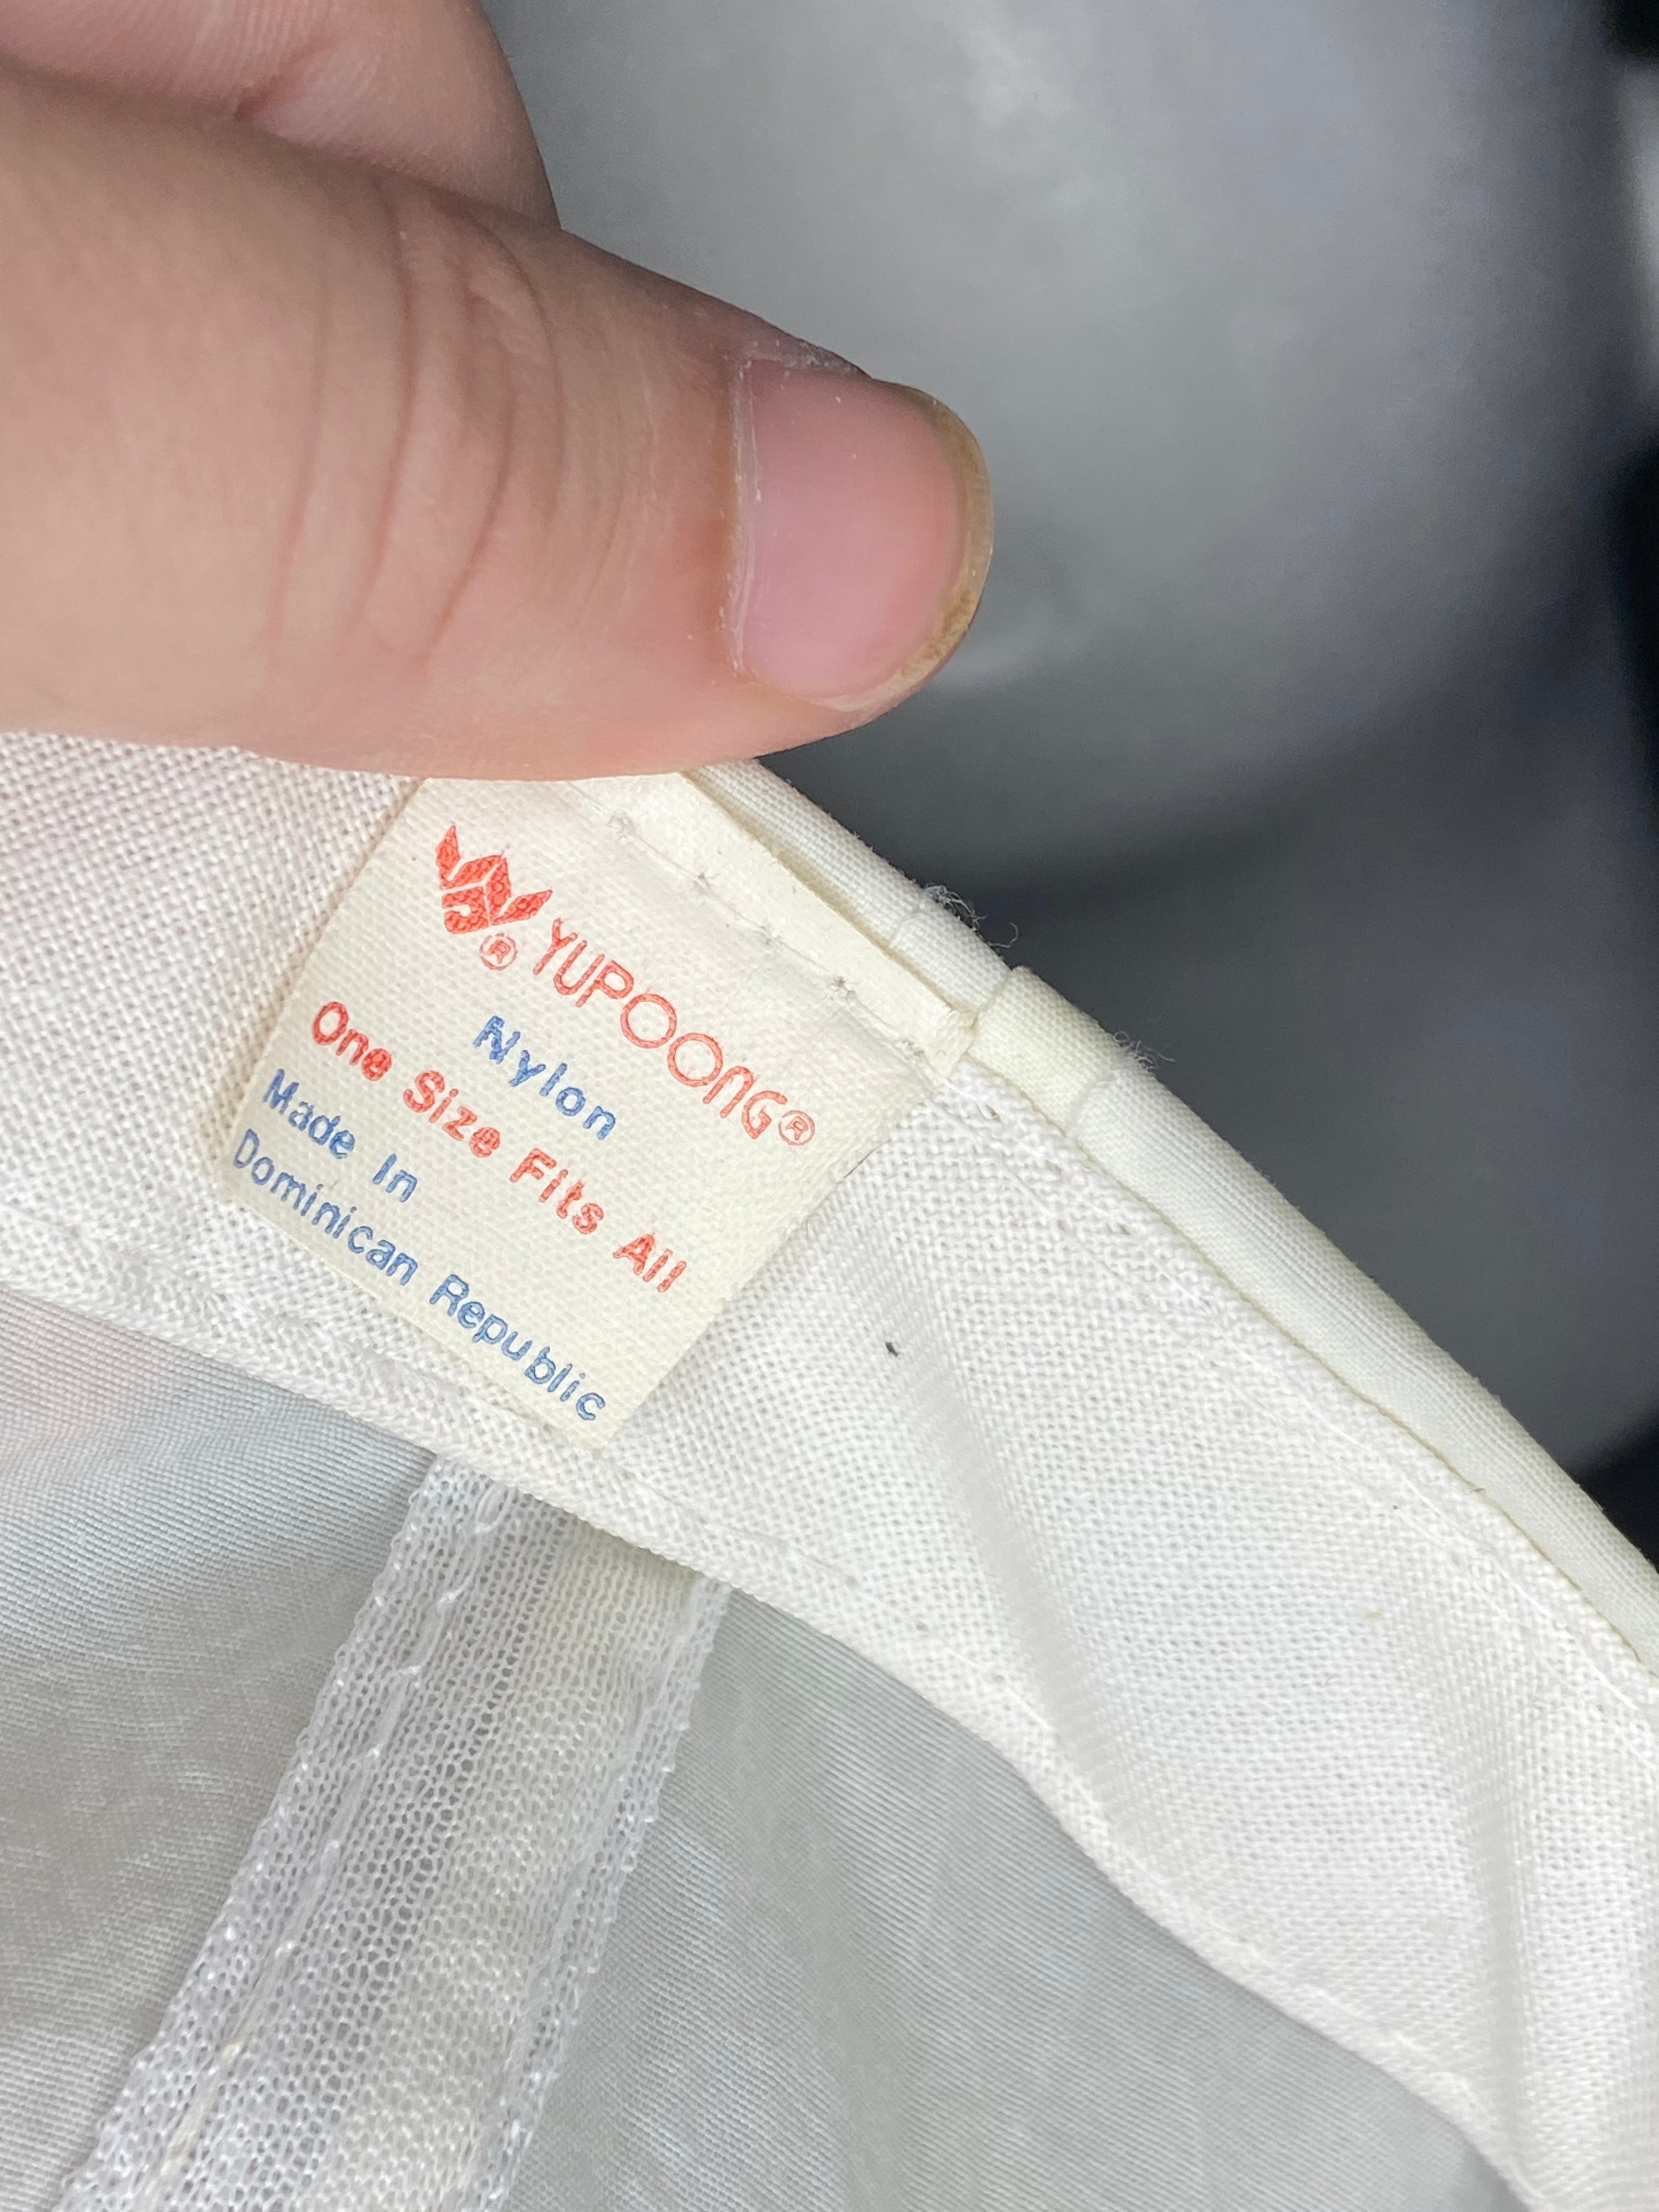 ® YUPOONG®
Nylon
One Size Fits All
Made In
Dominican Republic